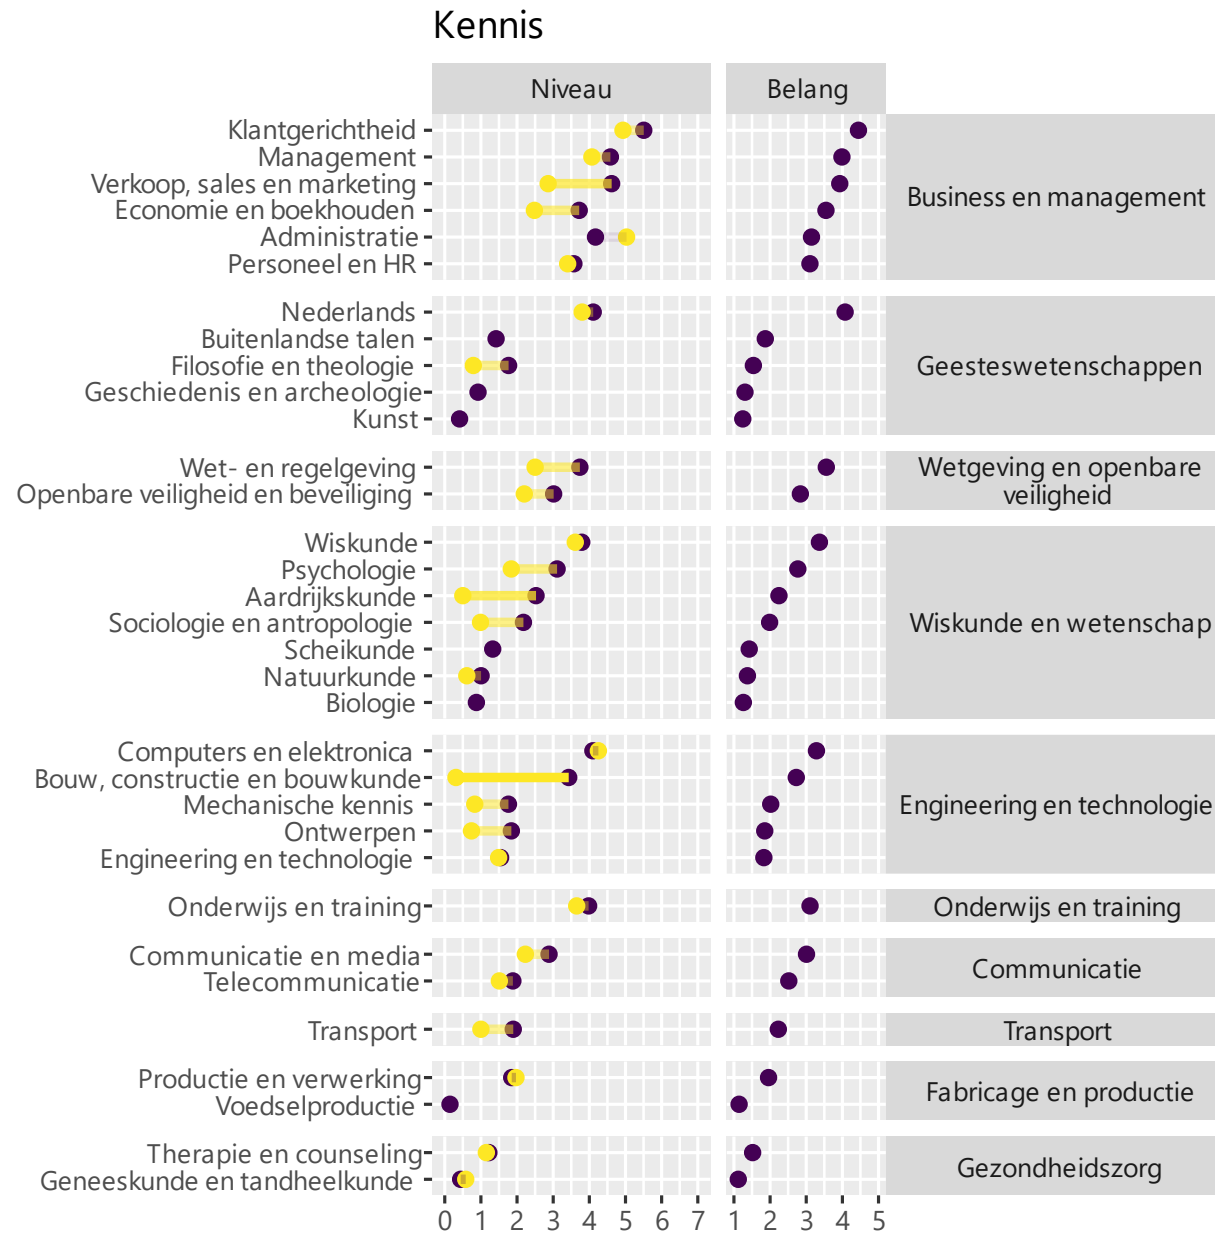 Kennis
Niveau
Belang
Klantgerichtheid
Management
Verkoop, sales en marketing
Economie en boekhouden
Administratie
Personeel en HR
Business en management
Nederlands
Buitenlandse talen
Filosofie en theologie
Geschiedenis en archeologie
Kunst
Geesteswetenschappen
Wet- en regelgeving
Openbare veiligheid en beveiliging
Wetgeving en openbare
veiligheid
Wiskunde
Psychologie
Aardrijkskunde
Sociologie en antropologie
Scheikunde
Natuurkunde
Biologie
Wiskunde en wetenschap
Computers en elektronica
Bouw, constructie en bouwkunde
Mechanische kennis
Ontwerpen
Engineering en technologie
Engineering en technologie
Onderwijs en training
Onderwijs en training
Communicatie en media
Telecommunicatie
Communicatie
Transport
Transport
Productie en verwerking
Voedselproductie
Fabricage en productie
Therapie en counseling
Geneeskunde en tandheelkunde
Gezondheidszorg
0 1 2 3 4 5 6 7
1 2 3 4 5